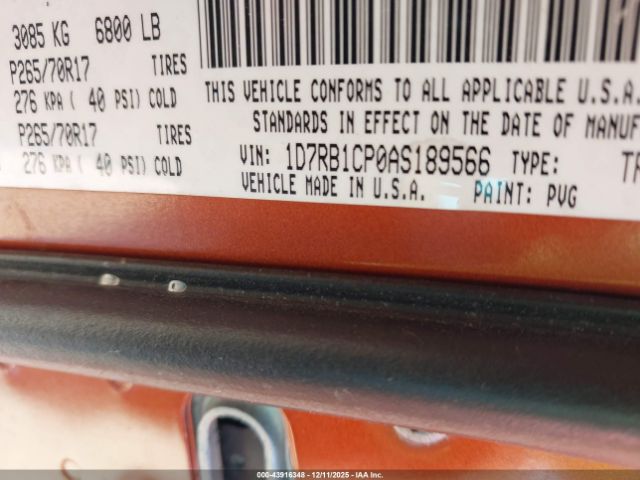 3085 KG 6800 LB
P265/70R17 TIRES
276 KPA ( 40 PSI) COLD
P265/70R17 TIRES
276 KPA ( 40 PSI) COLD
THIS VEHICLE CONFORMS TO ALL APPLICABLE U.S.A.
STANDARDS IN EFFECT ON THE DATE OF MANUF
VIN: 1D7RB1CP0AS189566 TYPE: TR
VEHICLE MADE IN U.S.A. PAINT: PVG
000-43916348 - 12/11/2025 - IAA Inc.